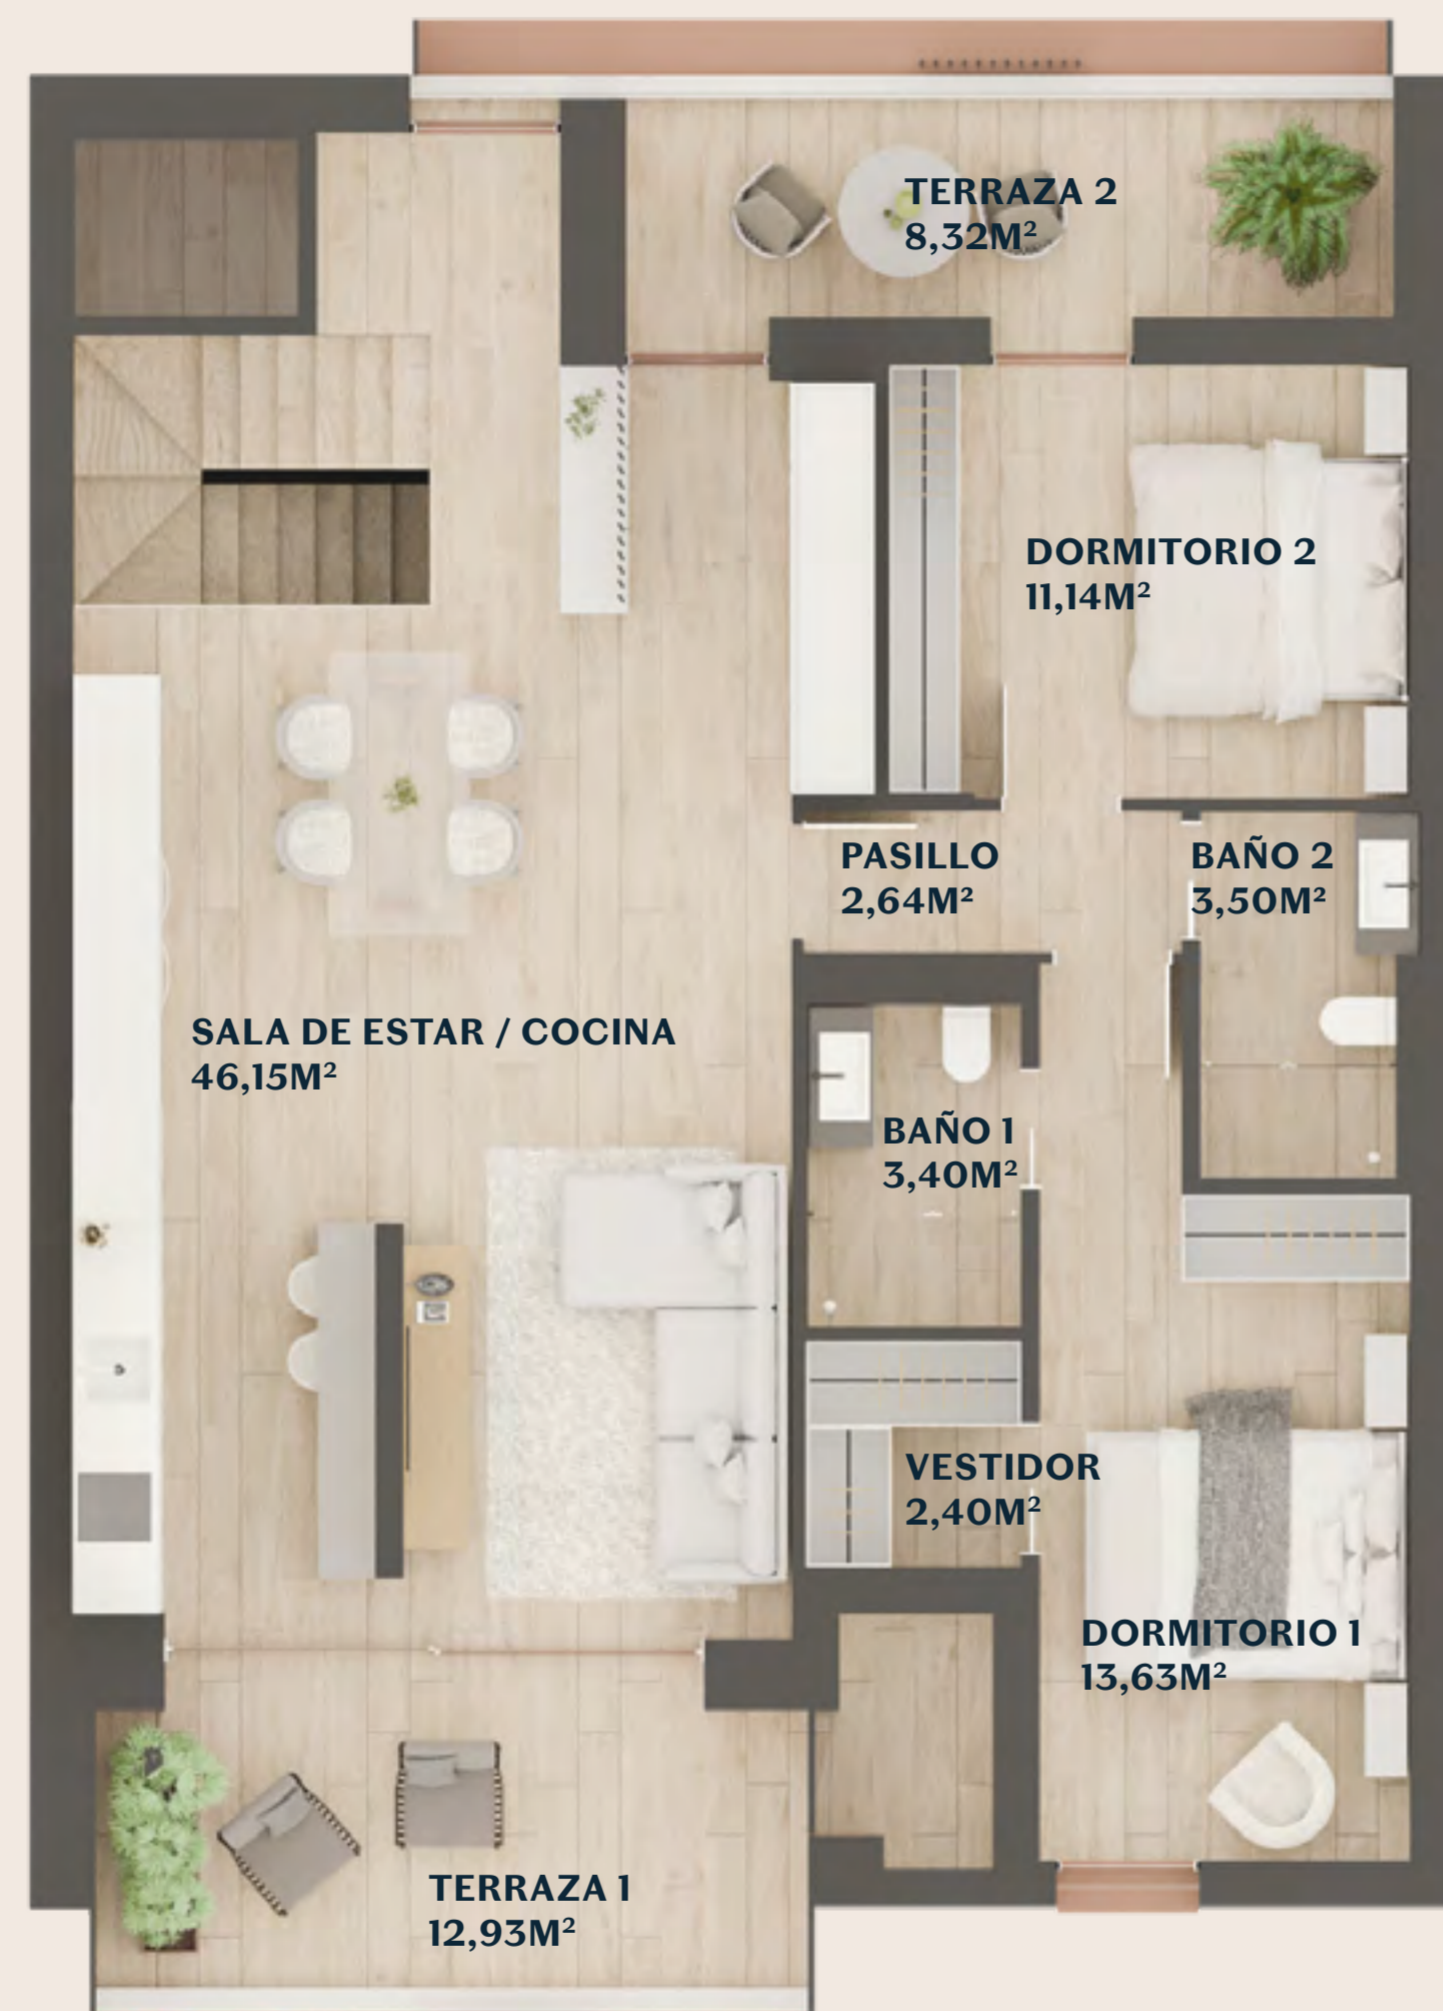 TERRAZA 2
8,32M²
DORMITORIO 2
11,14M²
PASILLO
2,64M²
BAÑO 2
3,50M²
SALA DE ESTAR / COCINA
46,15M²
BAÑO 1
3,40M²
VESTIDOR
2,40M²
DORMITORIO 1
13,63M²
TERRAZA 1
12,93M²